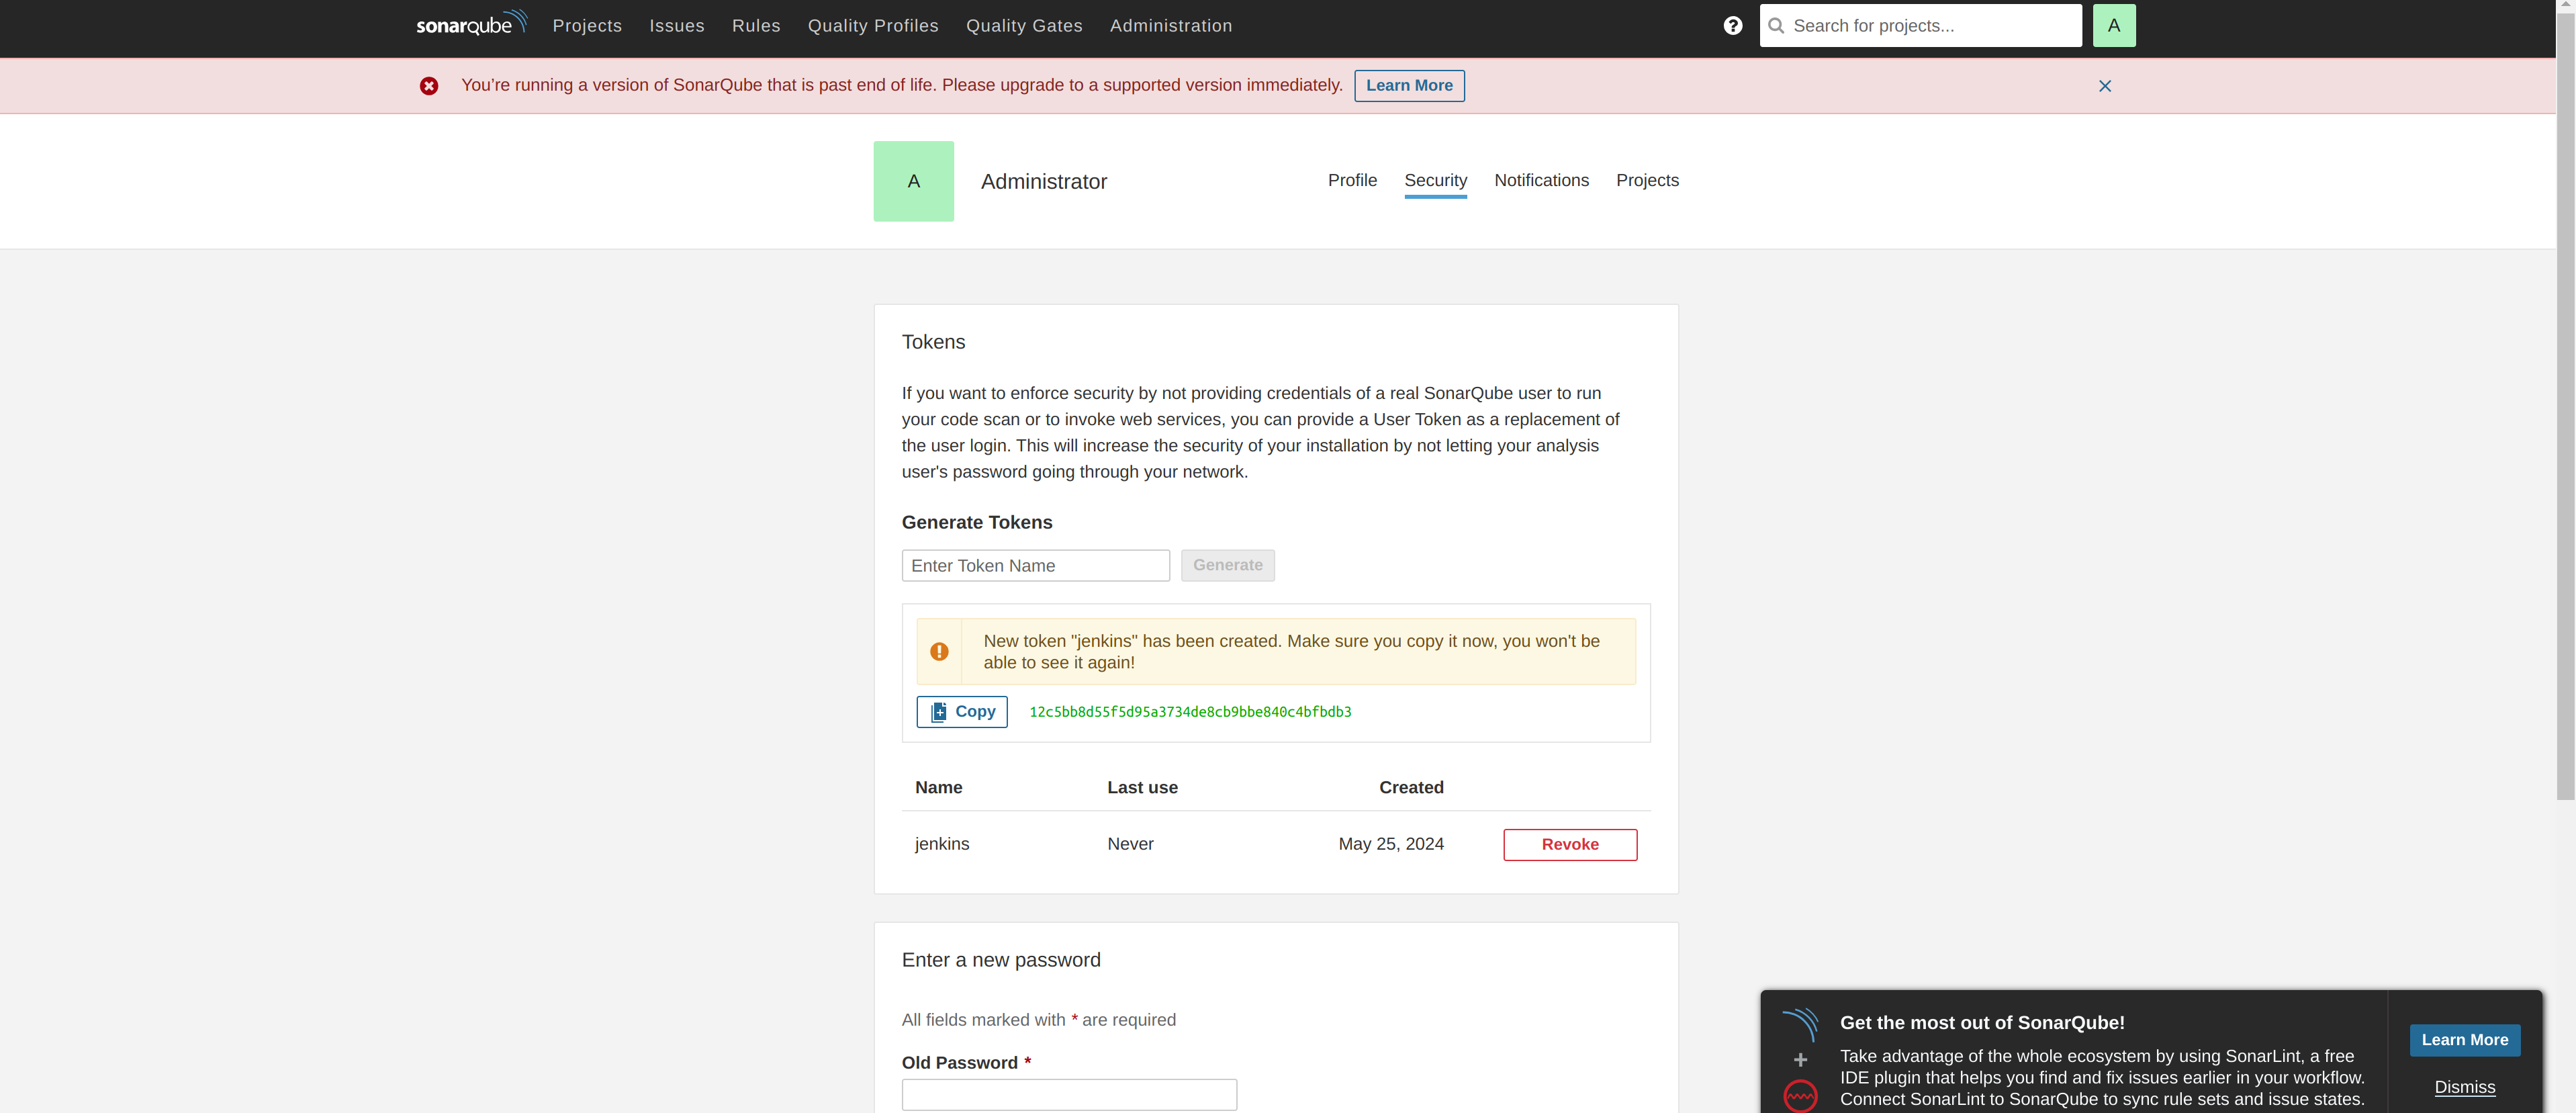 sonarqube Projects Issues Rules Quality Profiles Quality Gates Administration ? Search for projects... A
You’re running a version of SonarQube that is past end of life. Please upgrade to a supported version immediately. Learn More
A Administrator Profile Security Notifications Projects
Tokens
If you want to enforce security by not providing credentials of a real SonarQube user to run
your code scan or to invoke web services, you can provide a User Token as a replacement of
the user login. This will increase the security of your installation by not letting your analysis
user's password going through your network.
Generate Tokens
Enter Token Name Generate
New token "jenkins" has been created. Make sure you copy it now, you won't be
able to see it again!
Copy 12c5bb8d55f5d95a3734de8cb9bbe840c4bfbdb3
Name Last use Created
jenkins Never May 25, 2024 Revoke
Enter a new password
All fields marked with * are required
Old Password *
Get the most out of SonarQube!
Take advantage of the whole ecosystem by using SonarLint, a free
IDE plugin that helps you find and fix issues earlier in your workflow.
Connect SonarLint to SonarQube to sync rule sets and issue states.
Learn More
Dismiss